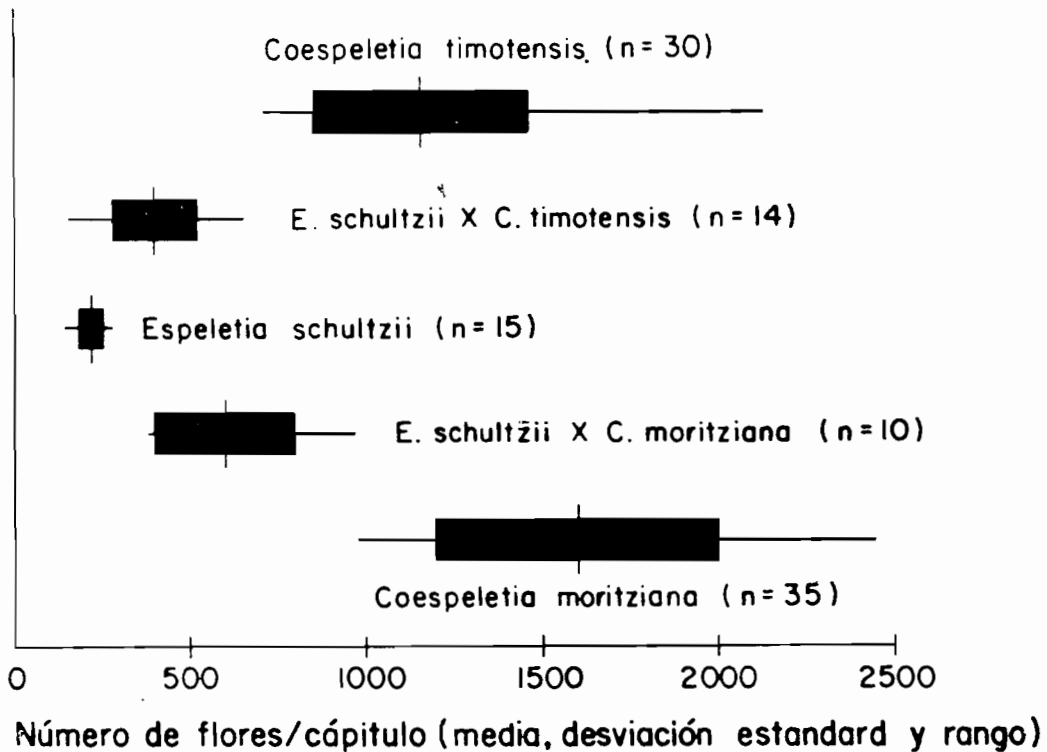 Coespeletia timotensis. (n=30)
E. schultzii X C. timotensis (n=14)
Espeletia schultzii (n=15)
E. schultzii X C. moritziana (n=10)
Coespeletia moritziana (n=35)
0 500 1000 1500 2000 2500
Número de flores/cápitulo (media, desviación estandard y rango)